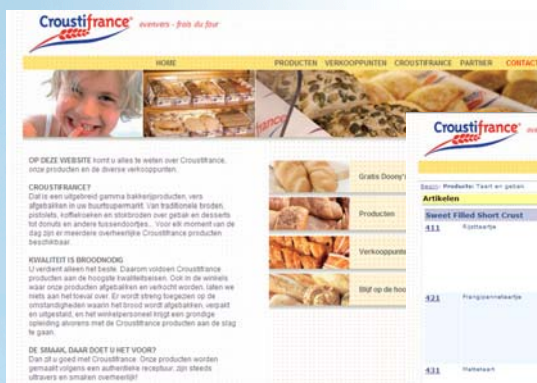 Croustifrance®
ovenvers - frais du four
HOME PRODUCTEN VERKOOPPUNTEN CROUSTIFRANCE PARTNER CONTACT
OP DEZE WEBSITE komt u alles te weten over Croustifrance,
onze producten en de diverse verkooppunten.
CROUSTIFRANCE?
Dat is een uitgebreid gamma bakkerijproducten, vers
afgebakken in uw buurtsupermarkt. Van traditionele broden,
pistolets, koffiekoeken en stokbroden over gebak en desserts
tot donuts en andere tussendoortjes... Voor elk moment van de
dag zijn er meerdere overheerlijke Croustifrance producten
beschikbaar.
KWALITEIT IS BROODNODIG
U verdient alleen het beste. Daarom voldoen Croustifrance
producten aan de hoogste kwaliteitseisen. Ook in de winkels
waar onze producten afgebakken en verkocht worden, laten we
niets aan het toeval over. Er wordt streng toegezien op de
omstandigheden waarin het brood wordt afgebakken, verpakt
en uitgestald, en het winkelpersoneel krijgt een grondige
opleiding alvorens met de Croustifrance producten aan de slag
te gaan.
DE SMAAK, DAAR DOET U HET VOOR?
Dan zit u goed met Croustifrance. Onze producten worden
gemaakt volgens een authentieke receptuur, zijn steeds
ultravers en smaken overheerlijk!
Gratis Doony's
Producten
Verkooppunte
Blijf op de hoo
Croustifrance®
Producten: Taart en gebak
Artikelen
Sweet Filled Short Crust
411 Rijsttaartje
421 Frangipannetaartje
431 Mattetaart